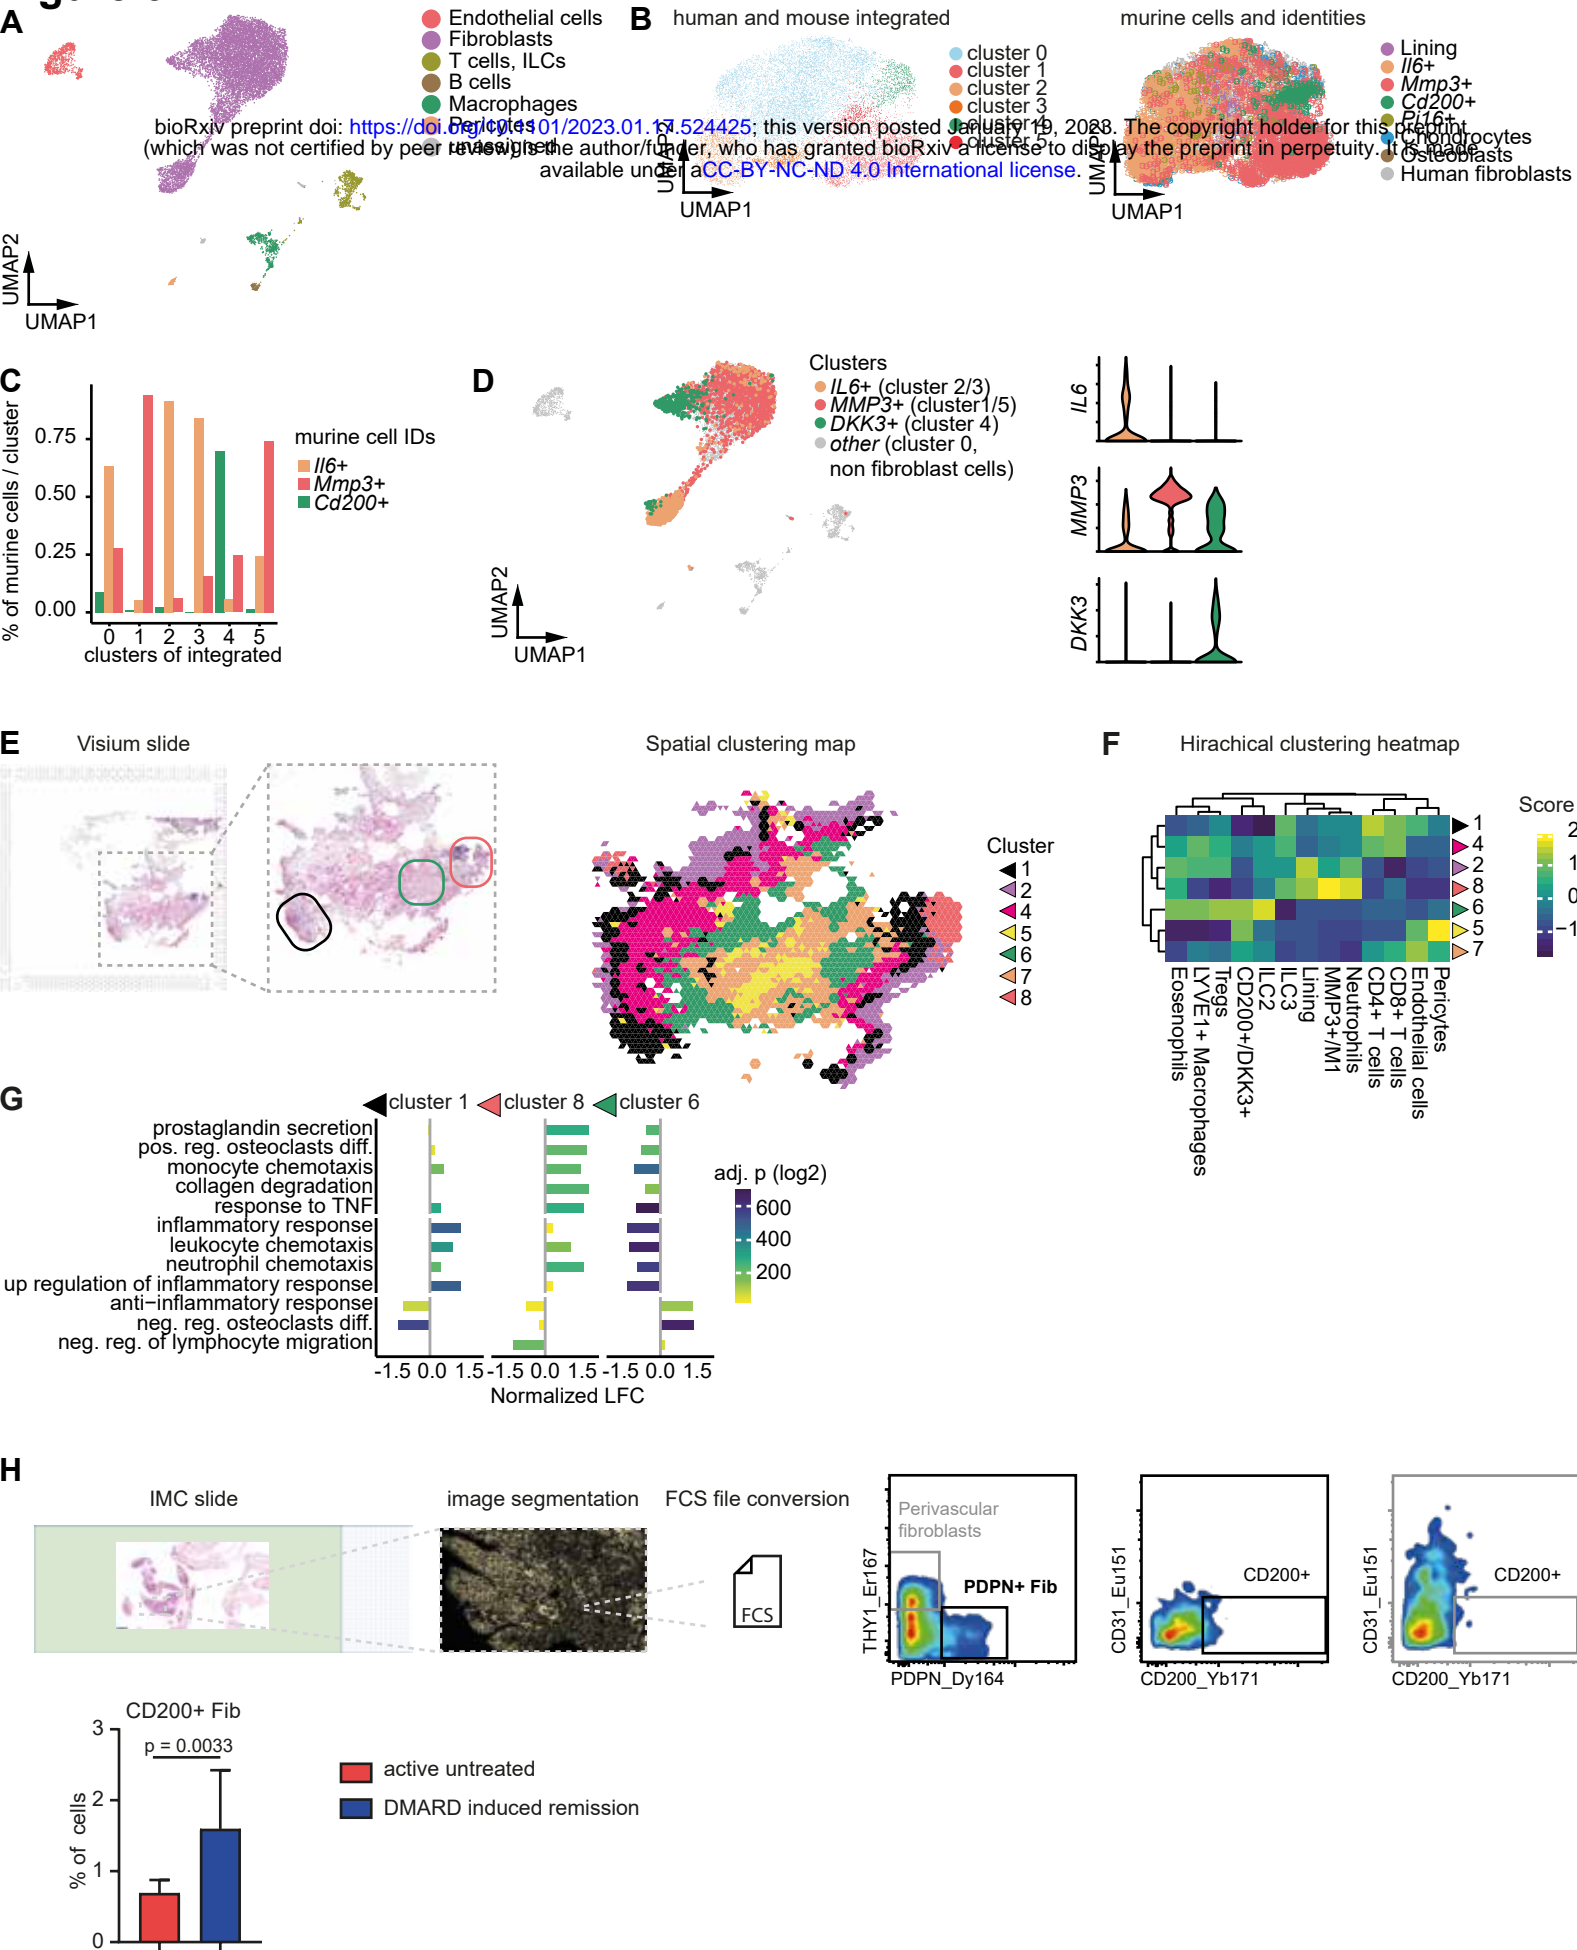 A
Endothelial cells
Fibroblasts
T cells, ILCs
B cells
Macrophages
Pericytes
unassigned
UMAP2
UMAP1
B
human and mouse integrated
cluster 0
cluster 1
cluster 2
cluster 3
cluster 4
cluster 5
UMAP2
UMAP1
murine cells and identities
Lining
Il6+
Mmp3+
Cd200+
Pi16+
Chondrocytes
Osteoblasts
Human fibroblasts
UMAP2
UMAP1
bioRxiv preprint doi: https://doi.org/10.1101/2023.01.17.524425; this version posted January 19, 2023. The copyright holder for this preprint
(which was not certified by peer review) is the author/funder, who has granted bioRxiv a license to display the preprint in perpetuity. It is made
available under aCC-BY-NC-ND 4.0 International license.
C
% of murine cells / cluster
0.75
0.50
0.25
0.00
0 1 2 3 4 5
clusters of integrated
murine cell IDs
Il6+
Mmp3+
Cd200+
D
Clusters
IL6+ (cluster 2/3)
MMP3+ (cluster1/5)
DKK3+ (cluster 4)
other (cluster 0,
non fibroblast cells)
UMAP2
UMAP1
IL6
MMP3
DKK3
E
Visium slide
Spatial clustering map
Cluster
1
2
4
5
6
7
8
F
Hirachical clustering heatmap
Score
2
1
0
−1
1
4
2
8
6
5
7
Eosenophils
LYVE1+ Macrophages
Tregs
CD200+/DKK3+
ILC2
ILC3
Lining
MMP3+/M1
Neutrophils
CD4+ T cells
CD8+ T cells
Endothelial cells
Pericytes
G
cluster 1
cluster 8
cluster 6
prostaglandin secretion
pos. reg. osteoclasts diff.
monocyte chemotaxis
collagen degradation
response to TNF
inflammatory response
leukocyte chemotaxis
neutrophil chemotaxis
up regulation of inflammatory response
anti−inflammatory response
neg. reg. osteoclasts diff.
neg. reg. of lymphocyte migration
-1.5 0.0 1.5 -1.5 0.0 1.5 -1.5 0.0 1.5
Normalized LFC
adj. p (log2)
600
400
200
H
IMC slide
image segmentation
FCS file conversion
FCS
Perivascular
fibroblasts
PDPN+ Fib
THY1_Er167
PDPN_Dy164
CD200+
CD31_Eu151
CD200_Yb171
CD200+
CD31_Eu151
CD200_Yb171
CD200+ Fib
p = 0.0033
% of cells
3
2
1
0
active untreated
DMARD induced remission